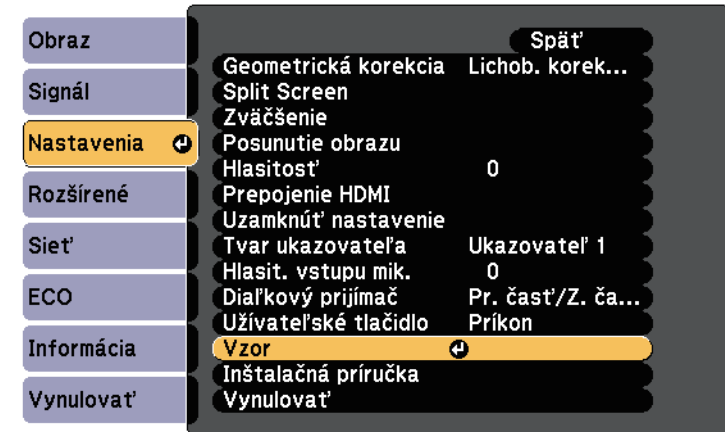 Obraz
Signál
Nastavenia
Rozšírené
Sieť
ECO
Informácia
Vynulovať
Späť
Geometrická korekcia Lichob. korek...
Split Screen
Zväčšenie
Posunutie obrazu
Hlasitosť 0
Prepojenie HDMI
Uzamknúť nastavenie
Tvar ukazovateľa Ukazovateľ 1
Hlasit. vstupu mik. 0
Diaľkový prijímač Pr. časť/Z. ča...
Užívateľské tlačidlo Príkon
Vzor
Inštalačná príručka
Vynulovať